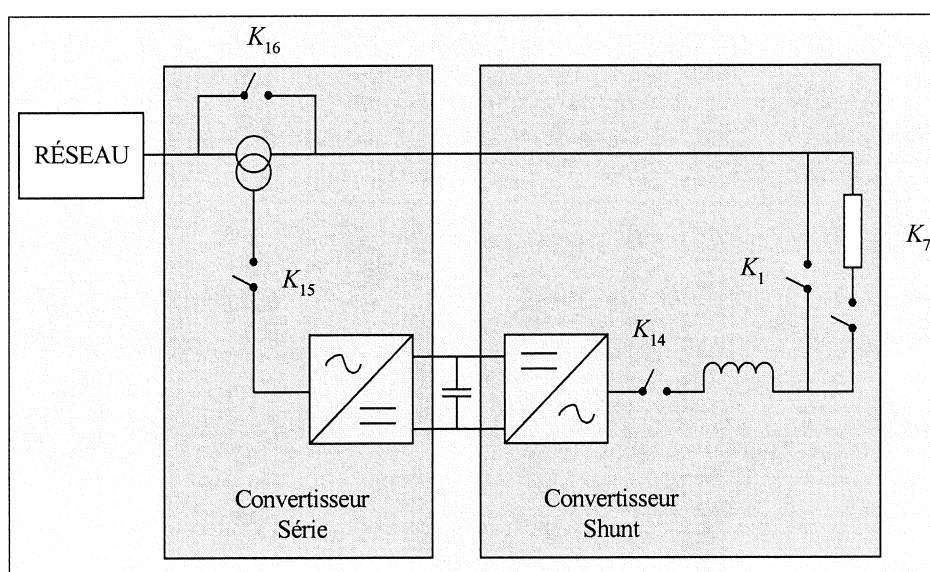 K16
RÉSEAU
K15
K1
K7
K14
Convertisseur
Série
Convertisseur
Shunt